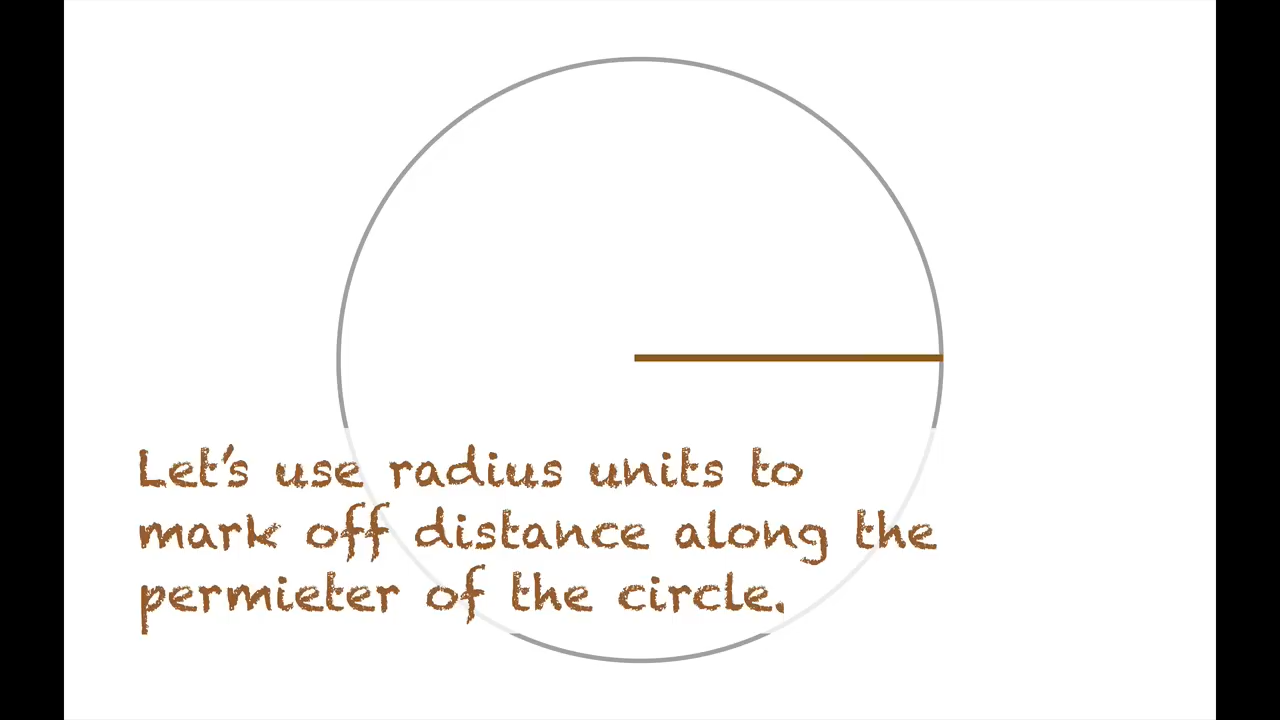 Let's use radius units to
mark off distance along the
permieter of the circle.